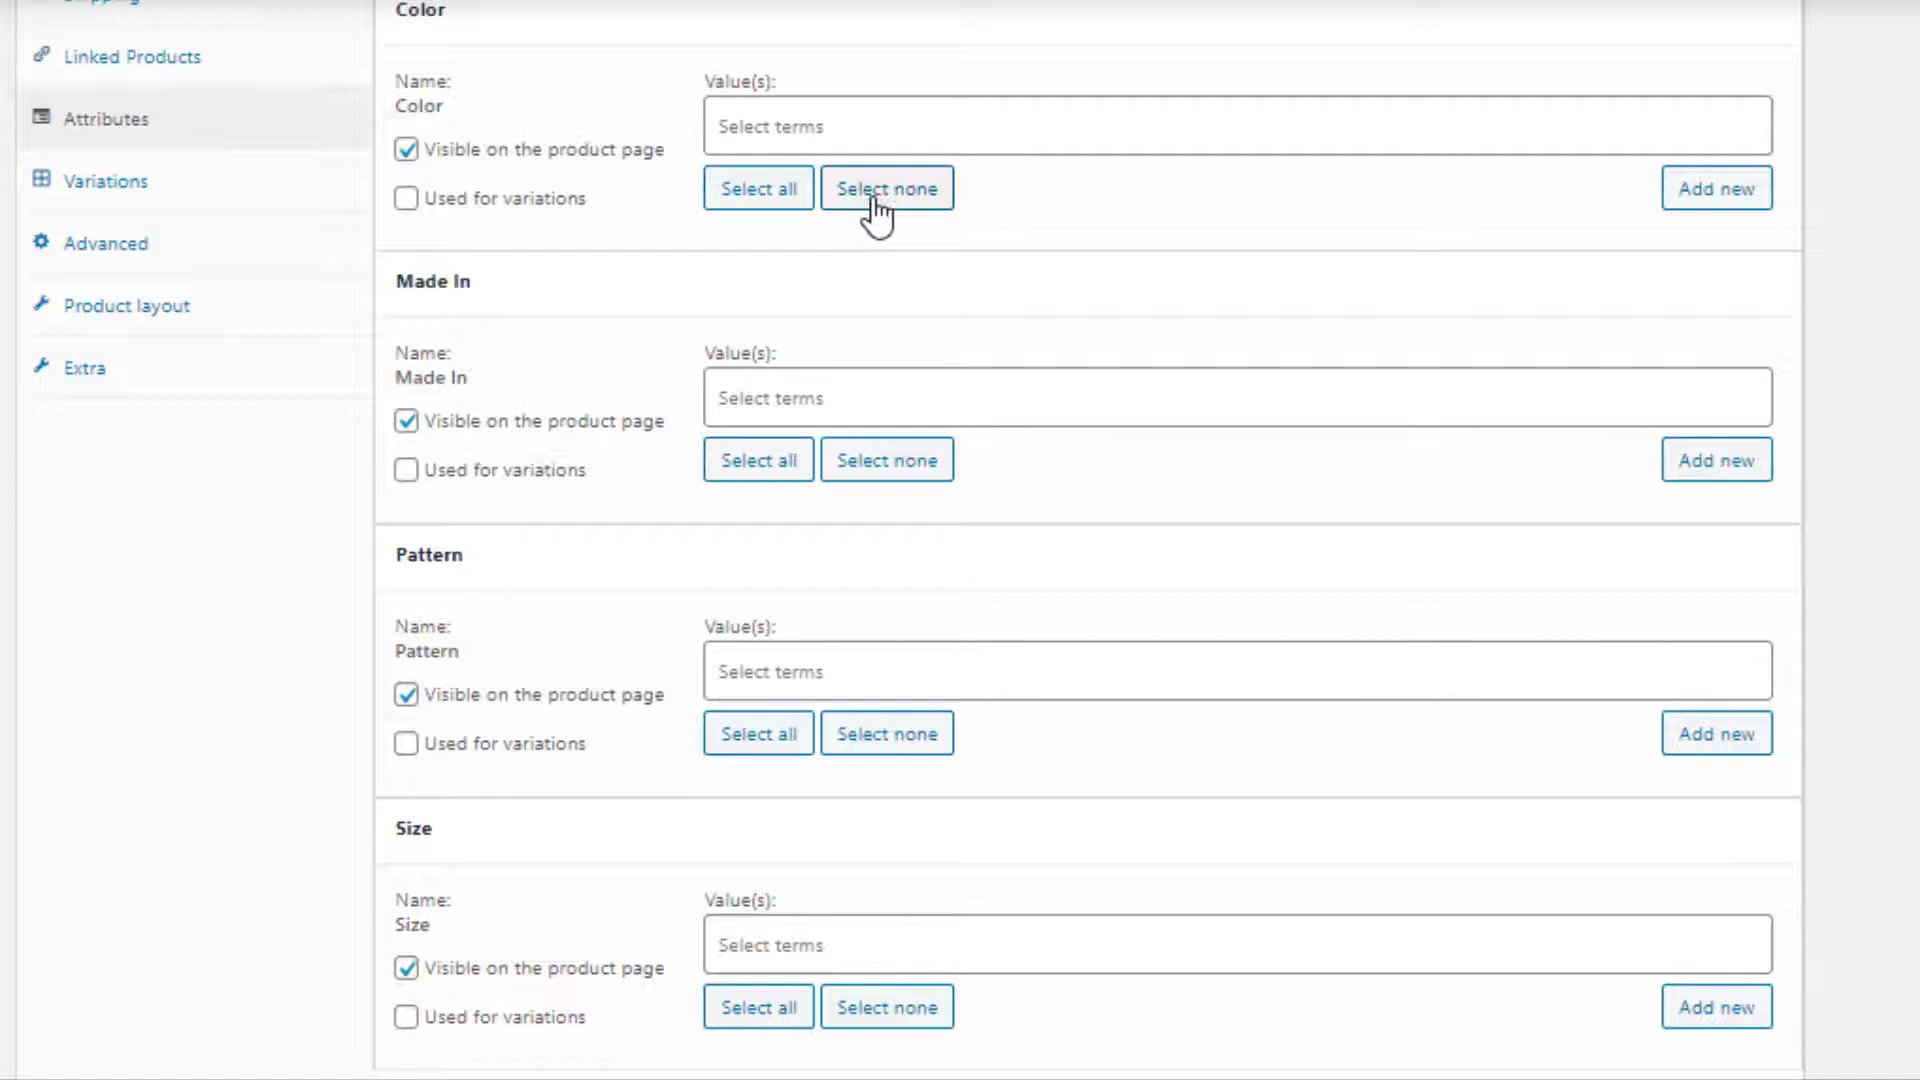 Linked Products
Attributes
Variations
Advanced
Product layout
Extra
Color
Name:
Color
Visible on the product page
Used for variations
Value(s):
Select terms
Select all
Select none
Add new
Made In
Name:
Made In
Visible on the product page
Used for variations
Value(s):
Select terms
Select all
Select none
Add new
Pattern
Name:
Pattern
Visible on the product page
Used for variations
Value(s):
Select terms
Select all
Select none
Add new
Size
Name:
Size
Visible on the product page
Used for variations
Value(s):
Select terms
Select all
Select none
Add new